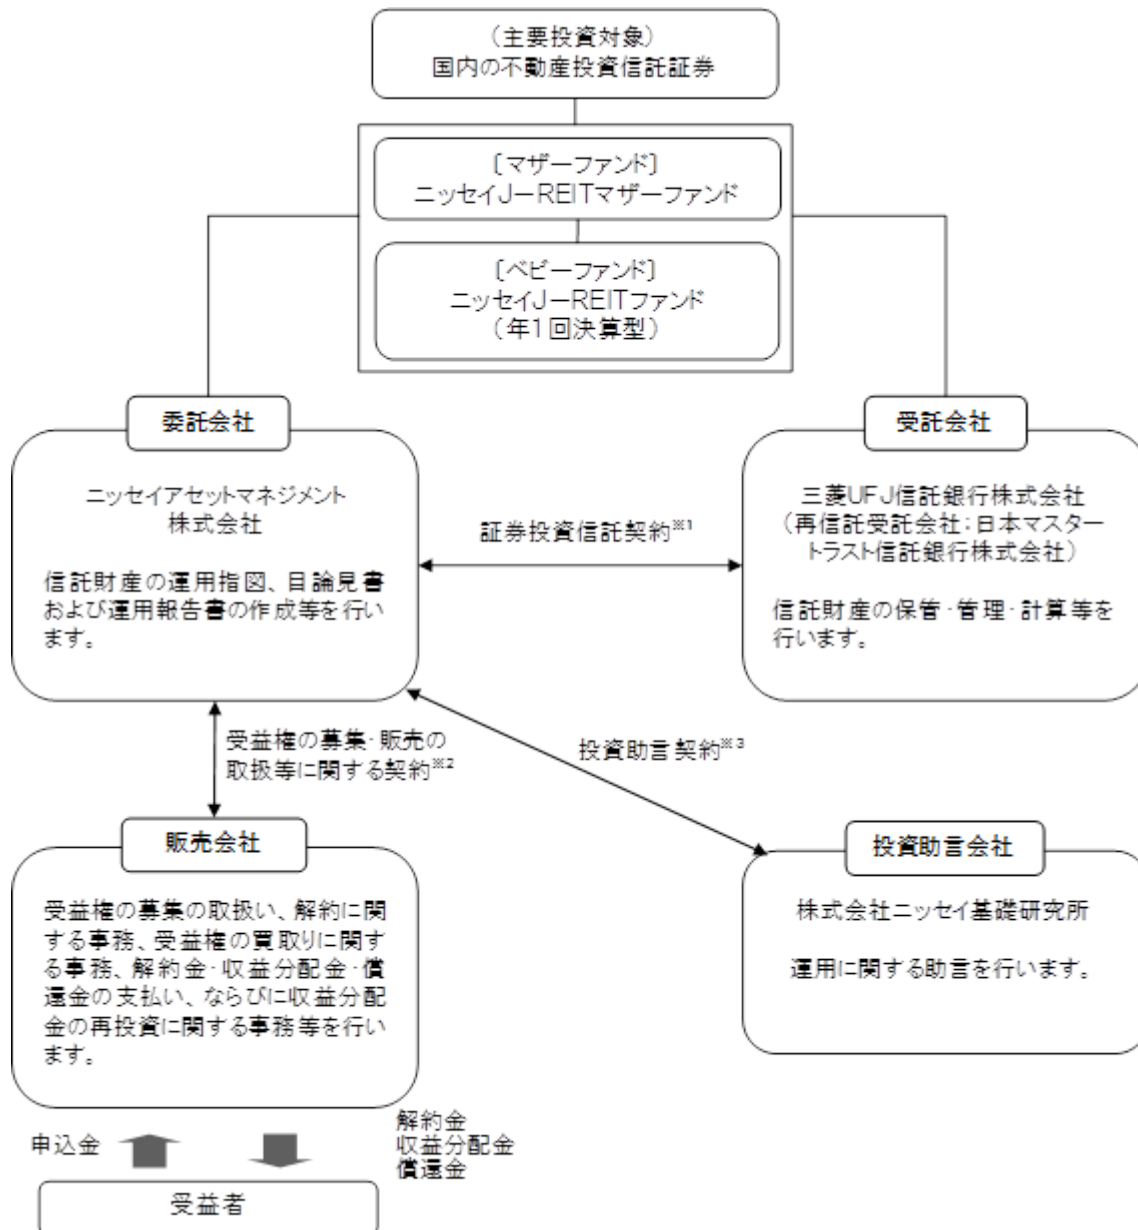 （主要投資対象）
国内の不動産投資信託証券
［マザーファンド］
ニッセイJ－REITマザーファンド
［ベビーファンド］
ニッセイJ－REITファンド
（年1回決算型）
委託会社
ニッセイアセットマネジメント
株式会社
信託財産の運用指図、目論見書
および運用報告書の作成等を行い
ます。
受託会社
三菱UFJ信託銀行株式会社
（再信託受託会社：日本マスター
トラスト信託銀行株式会社）
信託財産の保管・管理・計算等を
行います。
証券投資信託契約※1
受益権の募集・販売の
取扱等に関する契約※2
投資助言契約※3
販売会社
受益権の募集の取扱い、解約に関
する事務、受益権の買取りに関す
る事務、解約金・収益分配金・償
還金の支払い、ならびに収益分配
金の再投資に関する事務等を行い
ます。
投資助言会社
株式会社ニッセイ基礎研究所
運用に関する助言を行います。
申込金
解約金
収益分配金
償還金
受益者